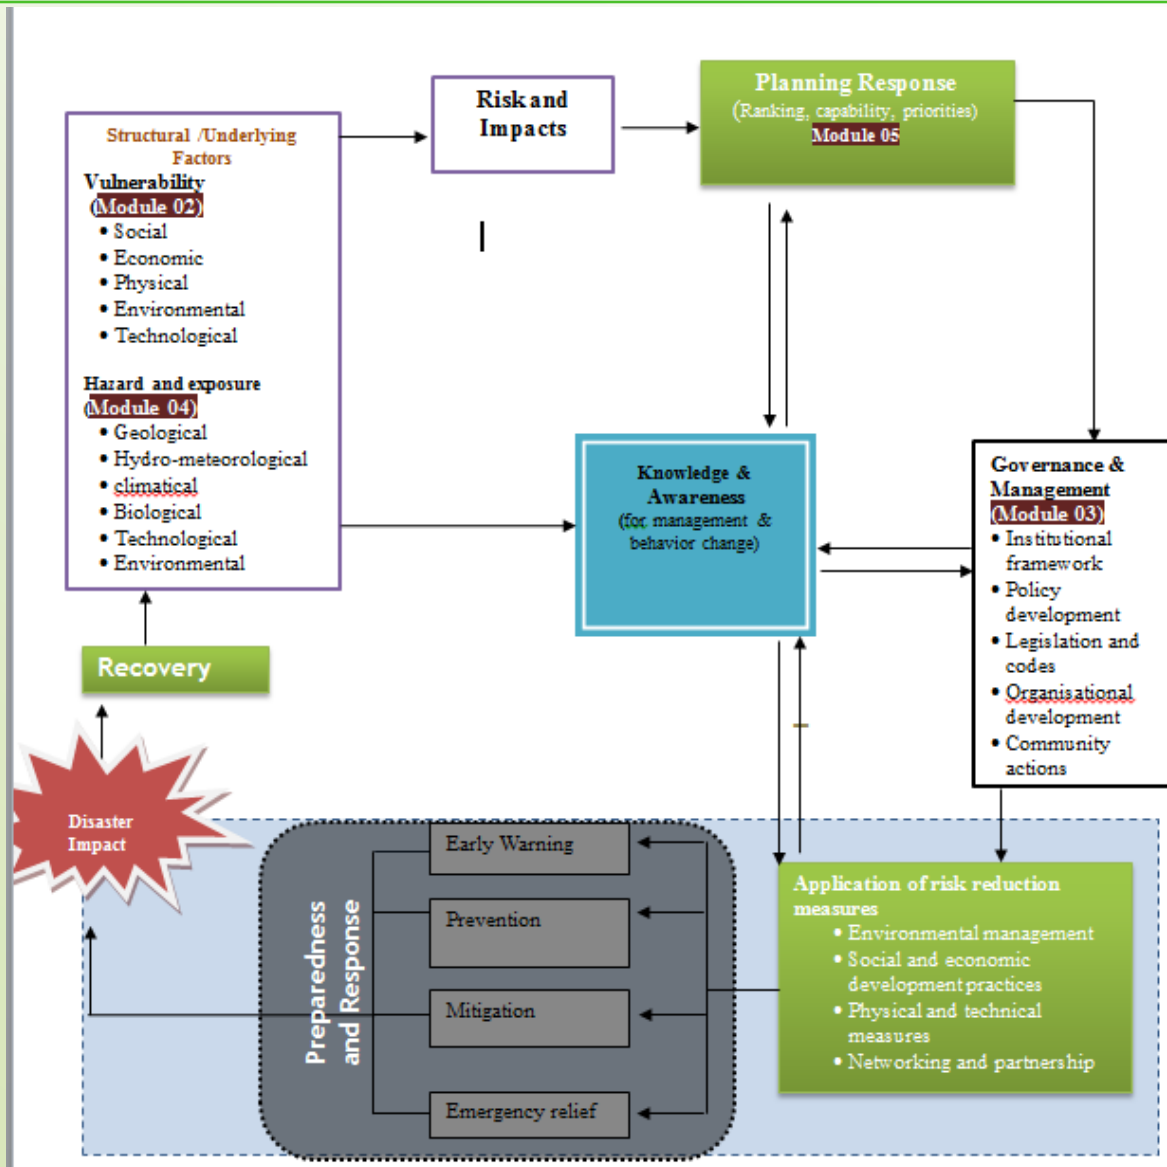 Structural /Underlying
Factors
Vulnerability
(Module 02)
• Social
• Economic
• Physical
• Environmental
• Technological
Hazard and exposure
(Module 04)
• Geological
• Hydro-meteorological
• climatical
• Biological
• Technological
• Environmental
Risk and
Impacts
Planning Response
(Ranking, capability, priorities)
Module 05
Knowledge &
Awareness
(for management &
behavior change)
Governance &
Management
(Module 03)
• Institutional
framework
• Policy
development
• Legislation and
codes
• Organisational
development
• Community
actions
Recovery
Disaster
Impact
Preparedness
and Response
Early Warning
Prevention
Mitigation
Emergency relief
Application of risk reduction
measures
• Environmental management
• Social and economic
development practices
• Physical and technical
measures
• Networking and partnership